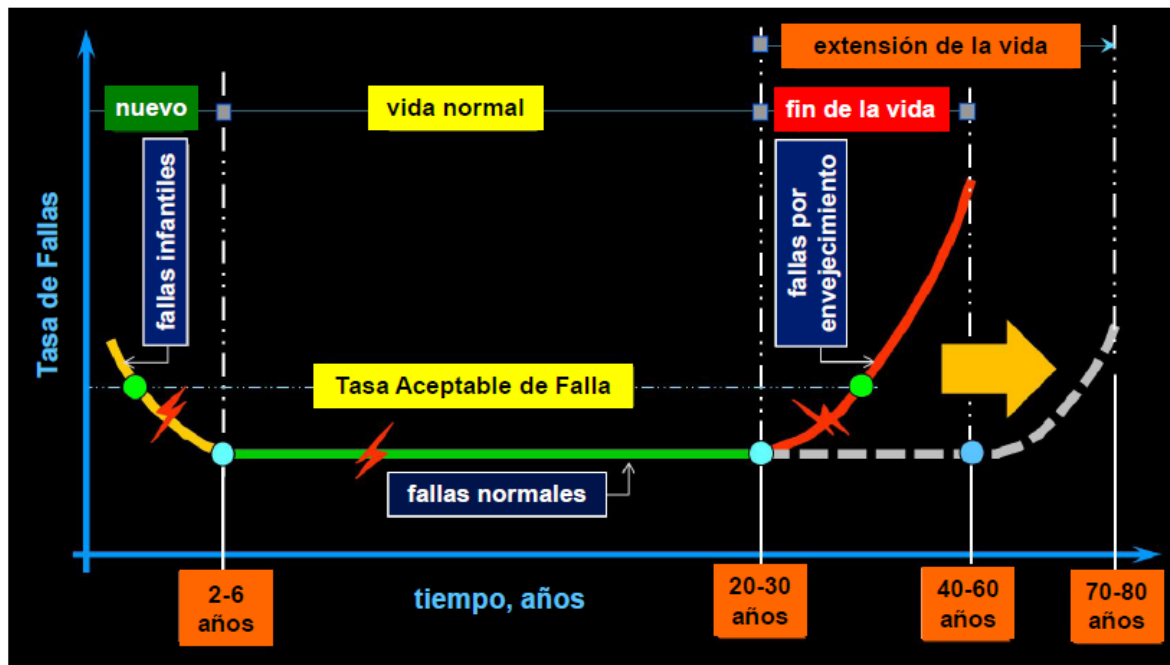 extensión de la vida
nuevo
vida normal
fin de la vida
Tasa de Fallas
fallas infantiles
fallas por
envejecimiento
Tasa Aceptable de Falla
fallas normales
2-6
años
tiempo, años
20-30
años
40-60
años
70-80
años